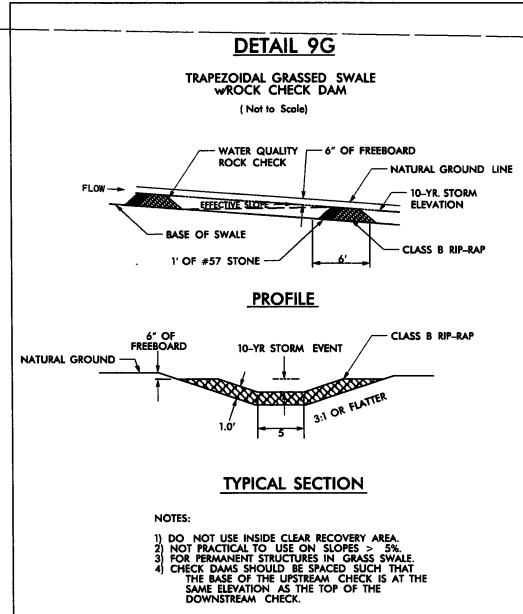 DETAIL 9G
TRAPEZOIDAL GRASSED SWALE
w/ROCK CHECK DAM
( Not to Scale)
WATER QUALITY
ROCK CHECK
6" OF FREEBOARD
NATURAL GROUND LINE
FLOW
EFFECTIVE SLOPE
10-YR. STORM
ELEVATION
BASE OF SWALE
CLASS B RIP-RAP
1' OF #57 STONE
6'
PROFILE
6" OF
FREEBOARD
10-YR STORM EVENT
CLASS B RIP-RAP
NATURAL GROUND
1.0'
5
3:1 OR FLATTER
TYPICAL SECTION
NOTES:
1) DO NOT USE INSIDE CLEAR RECOVERY AREA.
2) NOT PRACTICAL TO USE ON SLOPES > 5%.
3) FOR PERMANENT STRUCTURES IN GRASS SWALE.
4) CHECK DAMS SHOULD BE SPACED SUCH THAT
THE BASE OF THE UPSTREAM CHECK IS AT THE
SAME ELEVATION AS THE TOP OF THE
DOWNSTREAM CHECK.